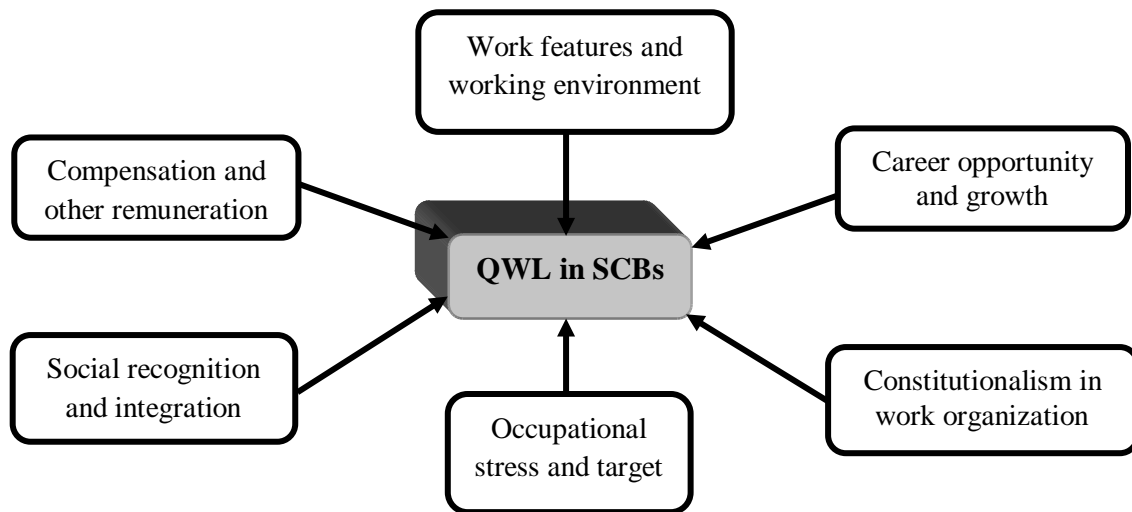 Work features and
working environment
Compensation and
other remuneration
Career opportunity
and growth
QWL in SCBs
Social recognition
and integration
Occupational
stress and target
Constitutionalism in
work organization